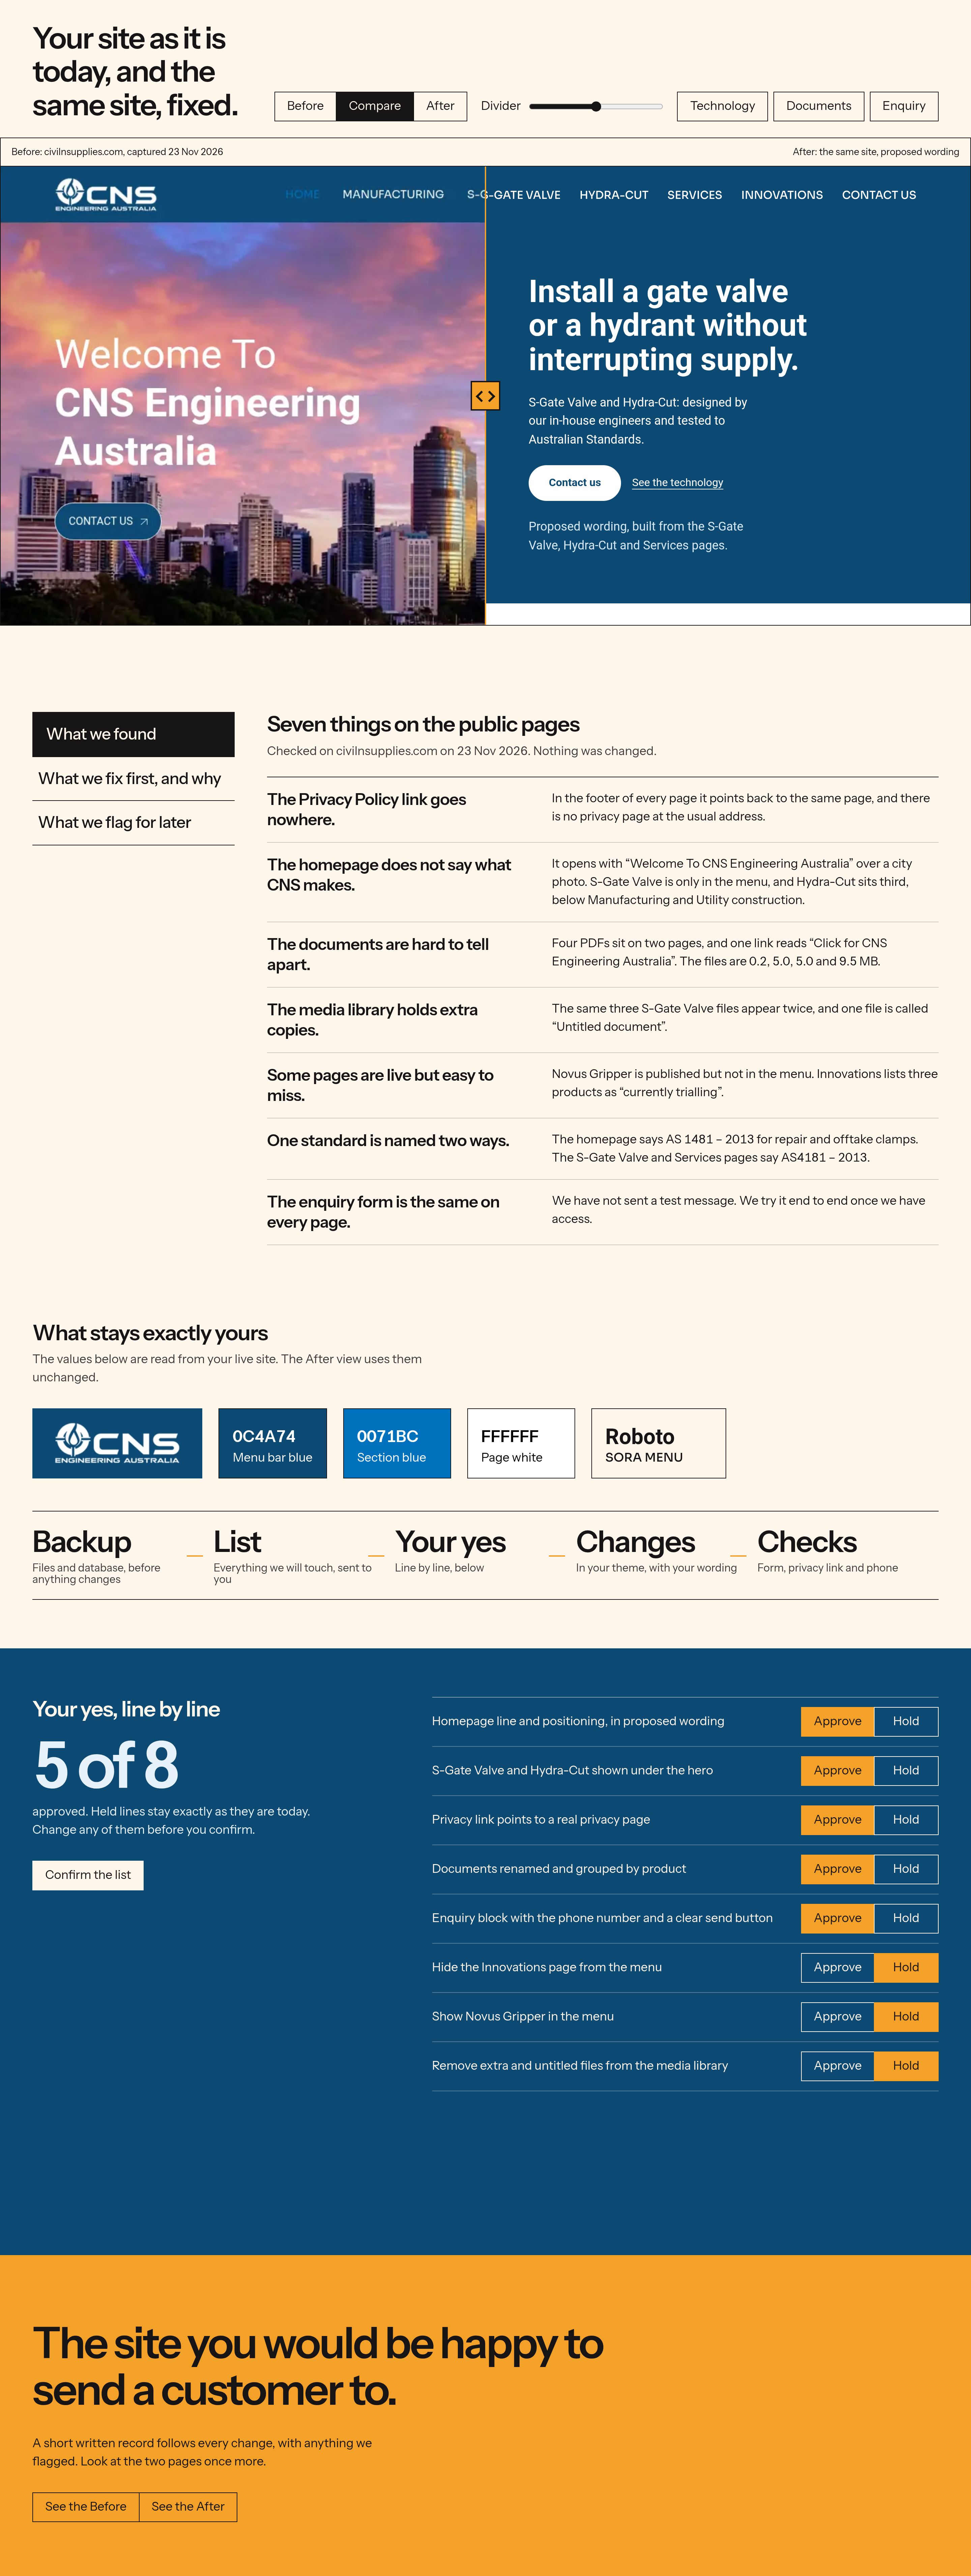 Your site as it is
today, and the
same site, fixed.
Before
Compare
After
Divider
Technology
Documents
Enquiry
Before: civilnsupplies.com, captured 23 Nov 2026
After: the same site, proposed wording
CNS
ENGINEERING AUSTRALIA
HOME
MANUFACTURING
S-G
-GATE VALVE
HYDRA-CUT
SERVICES
INNOVATIONS
CONTACT US
Welcome To
CNS Engineering
Australia
CONTACT US
Install a gate valve
or a hydrant without
interrupting supply.
S-Gate Valve and Hydra-Cut: designed by
our in-house engineers and tested to
Australian Standards.
Contact us
See the technology
Proposed wording, built from the S-Gate
Valve, Hydra-Cut and Services pages.
What we found
What we fix first, and why
What we flag for later
Seven things on the public pages
Checked on civilnsupplies.com on 23 Nov 2026. Nothing was changed.
The Privacy Policy link goes
nowhere.
In the footer of every page it points back to the same page, and there
is no privacy page at the usual address.
The homepage does not say what
CNS makes.
It opens with “Welcome To CNS Engineering Australia” over a city
photo. S-Gate Valve is only in the menu, and Hydra-Cut sits third,
below Manufacturing and Utility construction.
The documents are hard to tell
apart.
Four PDFs sit on two pages, and one link reads “Click for CNS
Engineering Australia”. The files are 0.2, 5.0, 5.0 and 9.5 MB.
The media library holds extra
copies.
The same three S-Gate Valve files appear twice, and one file is called
“Untitled document”.
Some pages are live but easy to
miss.
Novus Gripper is published but not in the menu. Innovations lists three
products as “currently trialling”.
One standard is named two ways.
The homepage says AS 1481 – 2013 for repair and offtake clamps.
The S-Gate Valve and Services pages say AS4181 – 2013.
The enquiry form is the same on
every page.
We have not sent a test message. We try it end to end once we have
access.
What stays exactly yours
The values below are read from your live site. The After view uses them
unchanged.
CNS
ENGINEERING AUSTRALIA
0C4A74
Menu bar blue
0071BC
Section blue
FFFFFF
Page white
Roboto
SORA MENU
Backup
Files and database, before
anything changes
List
Everything we will touch, sent to
you
Your yes
Line by line, below
Changes
In your theme, with your wording
Checks
Form, privacy link and phone
Your yes, line by line
5 of 8
approved. Held lines stay exactly as they are today.
Change any of them before you confirm.
Confirm the list
Homepage line and positioning, in proposed wording
Approve
Hold
S-Gate Valve and Hydra-Cut shown under the hero
Approve
Hold
Privacy link points to a real privacy page
Approve
Hold
Documents renamed and grouped by product
Approve
Hold
Enquiry block with the phone number and a clear send button
Approve
Hold
Hide the Innovations page from the menu
Approve
Hold
Show Novus Gripper in the menu
Approve
Hold
Remove extra and untitled files from the media library
Approve
Hold
The site you would be happy to
send a customer to.
A short written record follows every change, with anything we
flagged. Look at the two pages once more.
See the Before
See the After